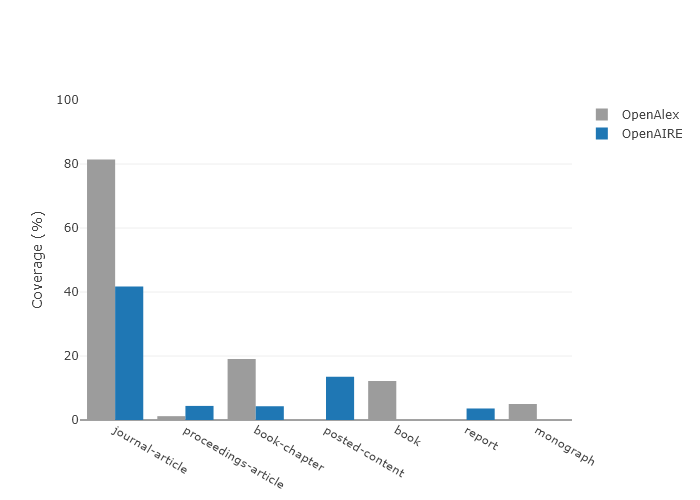 100
80
60
40
20
0
Coverage (%)
OpenAlex
OpenAIRE
journal-article
proceedings-article
book-chapter
posted-content
book
report
monograph